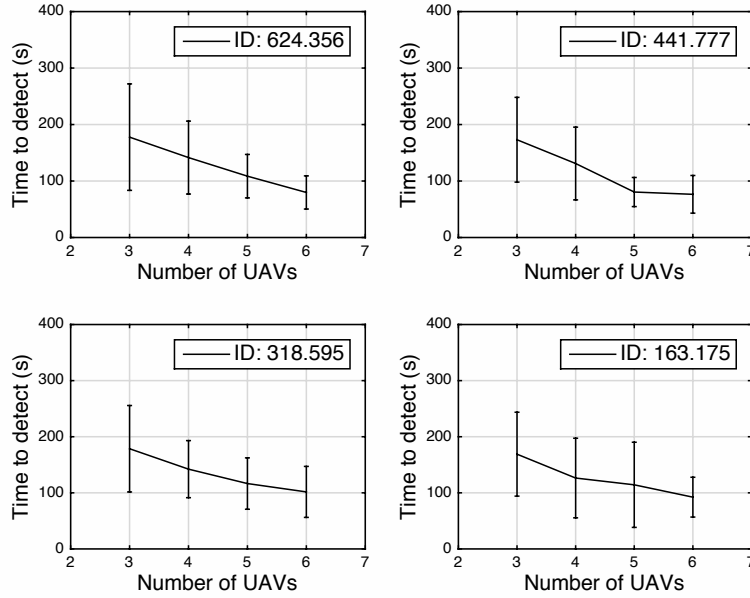 400
300
200
100
0
Time to detect (s)
ID: 624.356
2 3 4 5 6 7
Number of UAVs
400
300
200
100
0
Time to detect (s)
ID: 441.777
2 3 4 5 6 7
Number of UAVs
400
300
200
100
0
Time to detect (s)
ID: 318.595
2 3 4 5 6 7
Number of UAVs
400
300
200
100
0
Time to detect (s)
ID: 163.175
2 3 4 5 6 7
Number of UAVs